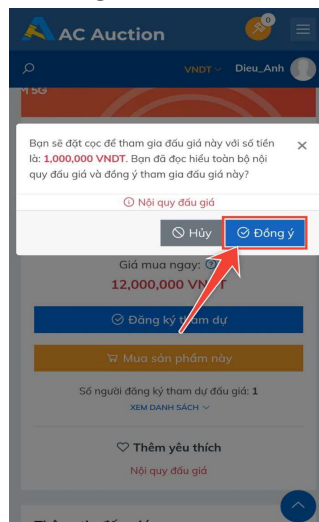 AC Auction
0
VNDT
Dieu_Anh
M 5G
Bạn sẽ đặt cọc để tham gia đấu giá này với số tiền
là: 1,000,000 VNDT. Bạn đã đọc hiểu toàn bộ nội
quy đấu giá và đồng ý tham gia đấu giá này?
Nội quy đấu giá
Hủy
Đồng ý
Giá mua ngay:
12,000,000
Đăng ký tham dự
Mua sản phẩm này
Số người đăng ký tham dự đấu giá: 1
XEM DANH SÁCH
Thêm yêu thích
Nội quy đấu giá